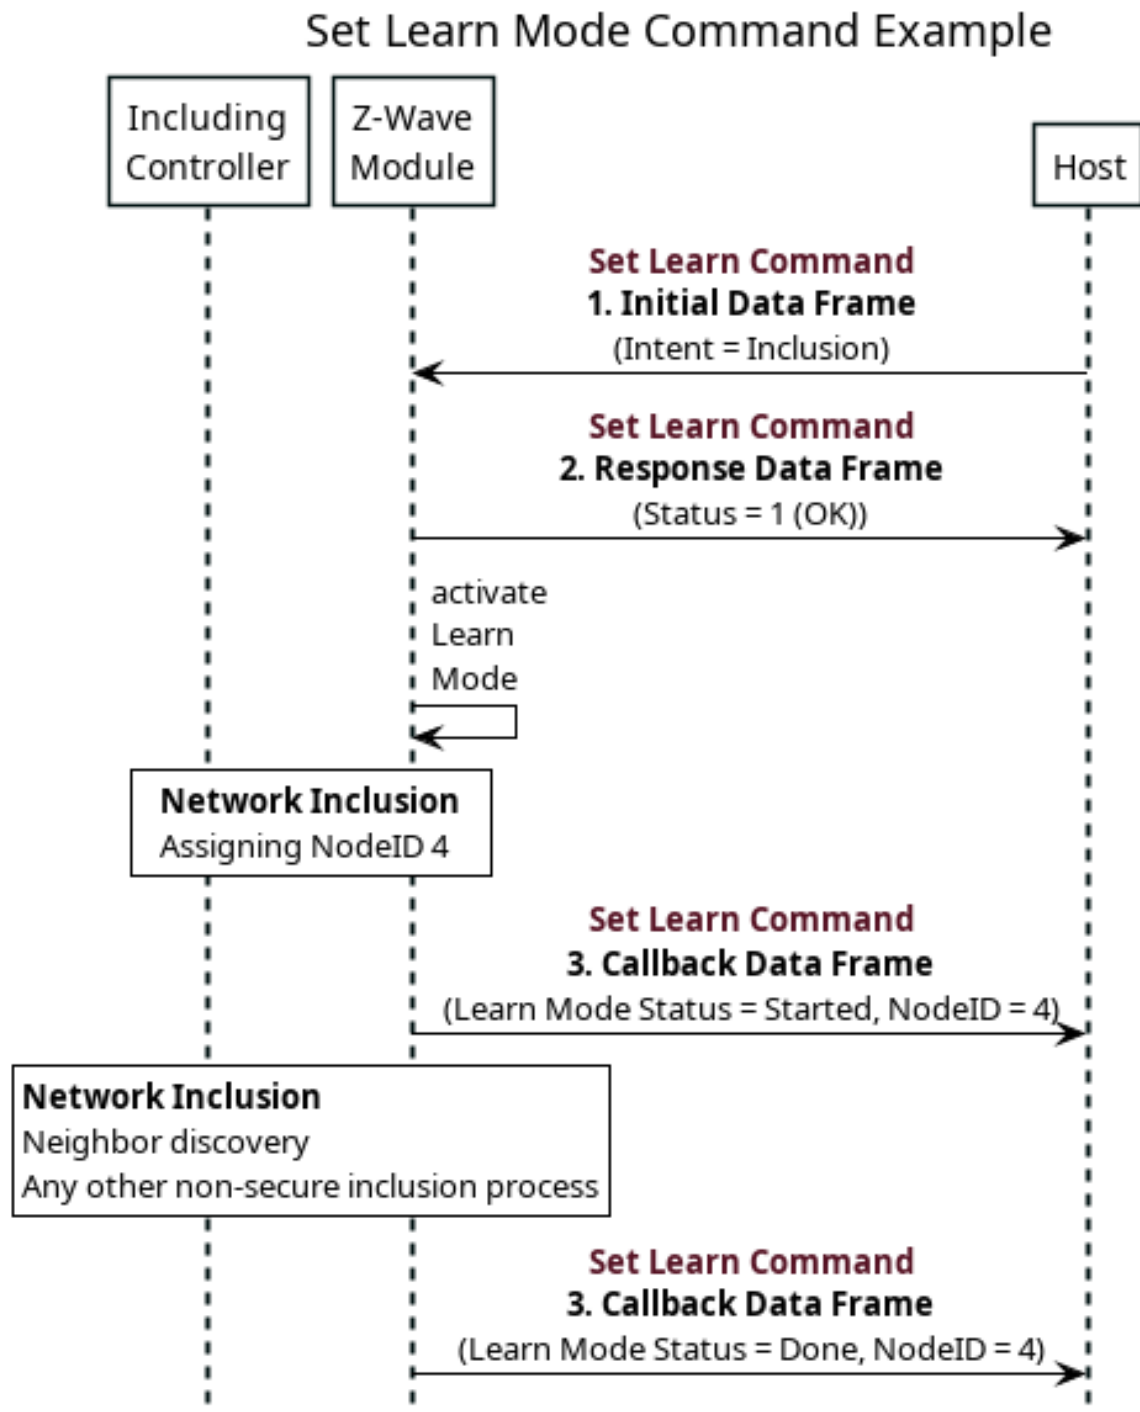 Set Learn Mode Command Example
Including
Controller
Z-Wave
Module
Host
Set Learn Command
1. Initial Data Frame
(Intent = Inclusion)
Set Learn Command
2. Response Data Frame
(Status = 1 (OK))
activate
Learn
Mode
Network Inclusion
Assigning NodeID 4
Set Learn Command
3. Callback Data Frame
(Learn Mode Status = Started, NodeID = 4)
Network Inclusion
Neighbor discovery
Any other non-secure inclusion process
Set Learn Command
3. Callback Data Frame
(Learn Mode Status = Done, NodeID = 4)